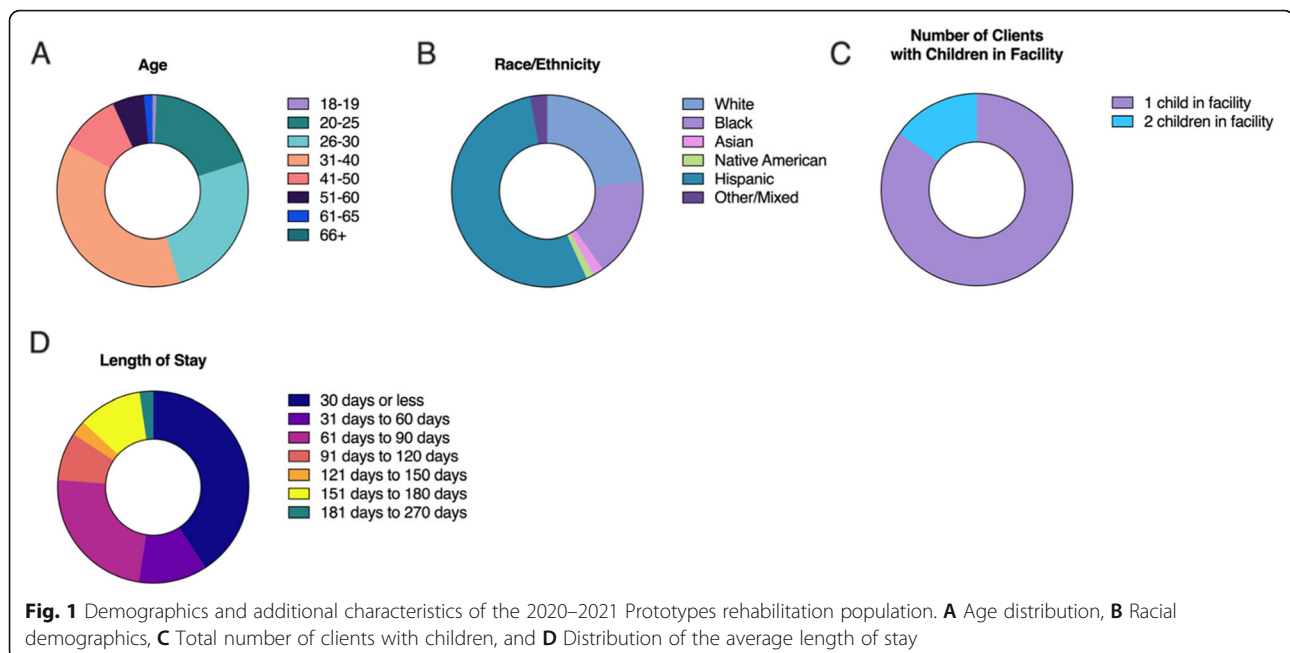 A
Age
18-19
20-25
26-30
31-40
41-50
51-60
61-65
66+
B
Race/Ethnicity
White
Black
Asian
Native American
Hispanic
Other/Mixed
C
Number of Clients
with Children in Facility
1 child in facility
2 children in facility
D
Length of Stay
30 days or less
31 days to 60 days
61 days to 90 days
91 days to 120 days
121 days to 150 days
151 days to 180 days
181 days to 270 days
Fig. 1 Demographics and additional characteristics of the 2020–2021 Prototypes rehabilitation population. A Age distribution, B Racial
demographics, C Total number of clients with children, and D Distribution of the average length of stay